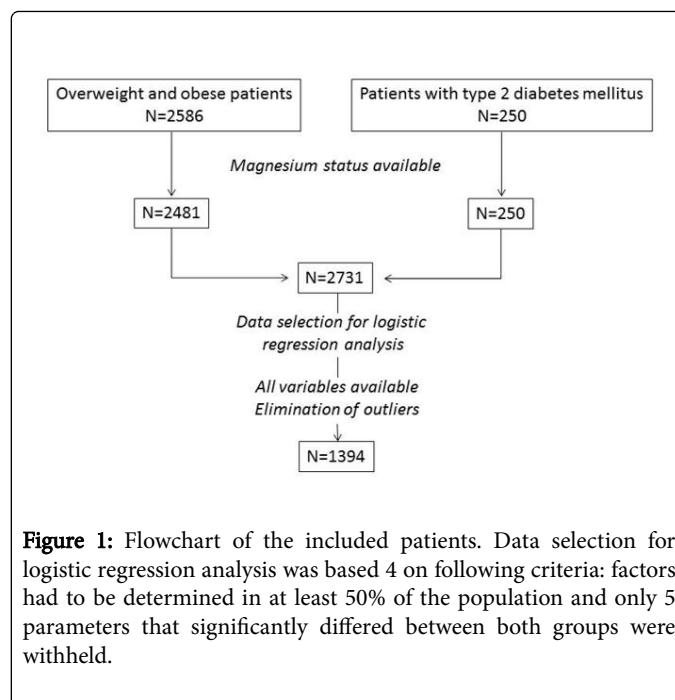 Overweight and obese patients
N=2586
Patients with type 2 diabetes mellitus
N=250
Magnesium status available
N=2481
N=250
N=2731
Data selection for logistic
regression analysis
All variables available
Elimination of outliers
N=1394
Figure 1: Flowchart of the included patients. Data selection for
logistic regression analysis was based 4 on following criteria: factors
had to be determined in at least 50% of the population and only 5
parameters that significantly differed between both groups were
withheld.